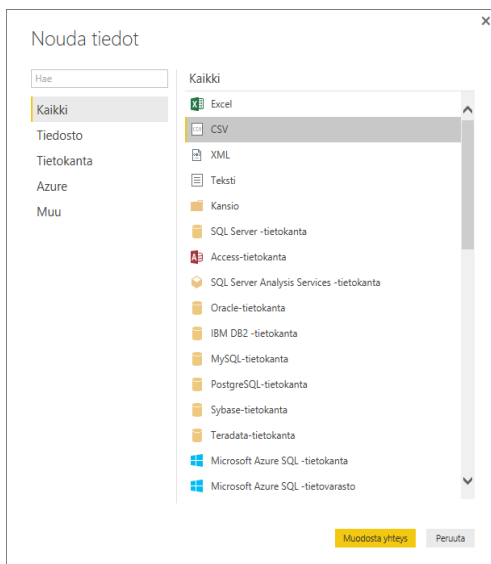 Nouda tiedot
Hae
Kaikki
Tiedosto
Tietokanta
Azure
Muu
Kaikki
Excel
CSV
XML
Teksti
Kansio
SQL Server -tietokanta
Access-tietokanta
SQL Server Analysis Services -tietokanta
Oracle-tietokanta
IBM DB2 -tietokanta
MySQL-tietokanta
PostgreSQL-tietokanta
Sybase-tietokanta
Teradata-tietokanta
Microsoft Azure SQL -tietokanta
Microsoft Azure SQL -tietovarasto
Muodosta yhteys
Peruuta